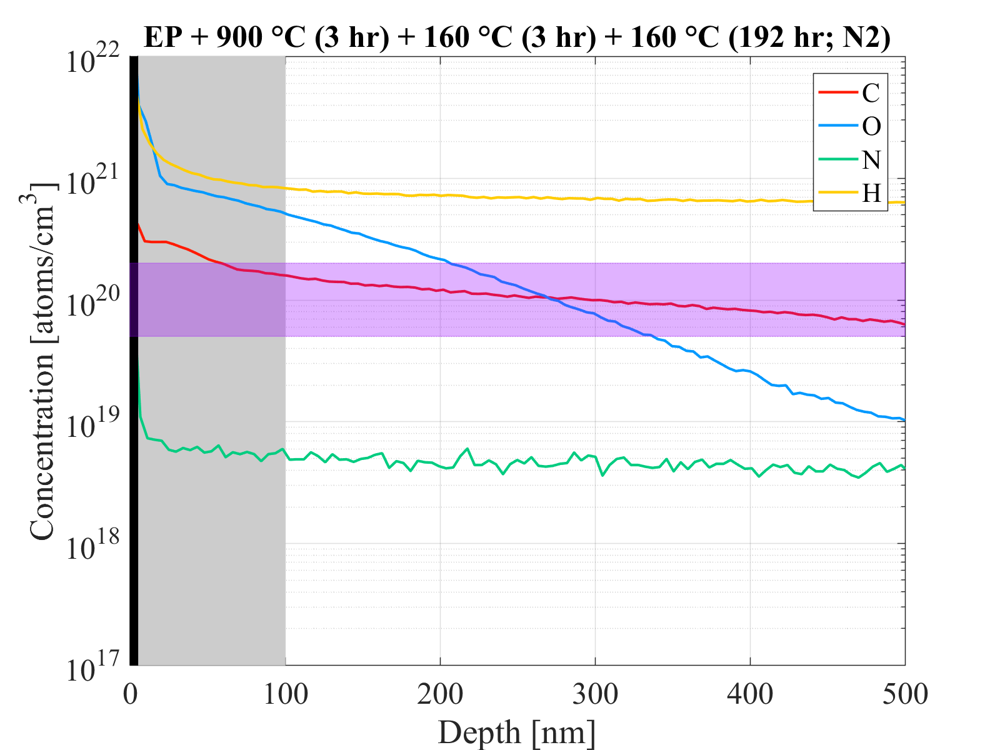 EP + 900 °C (3 hr) + 160 °C (3 hr) + 160 °C (192 hr; N2)
10^22
10^21
10^20
10^19
10^18
10^17
Concentration [atoms/cm^3]
C
O
N
H
0 100 200 300 400 500
Depth [nm]